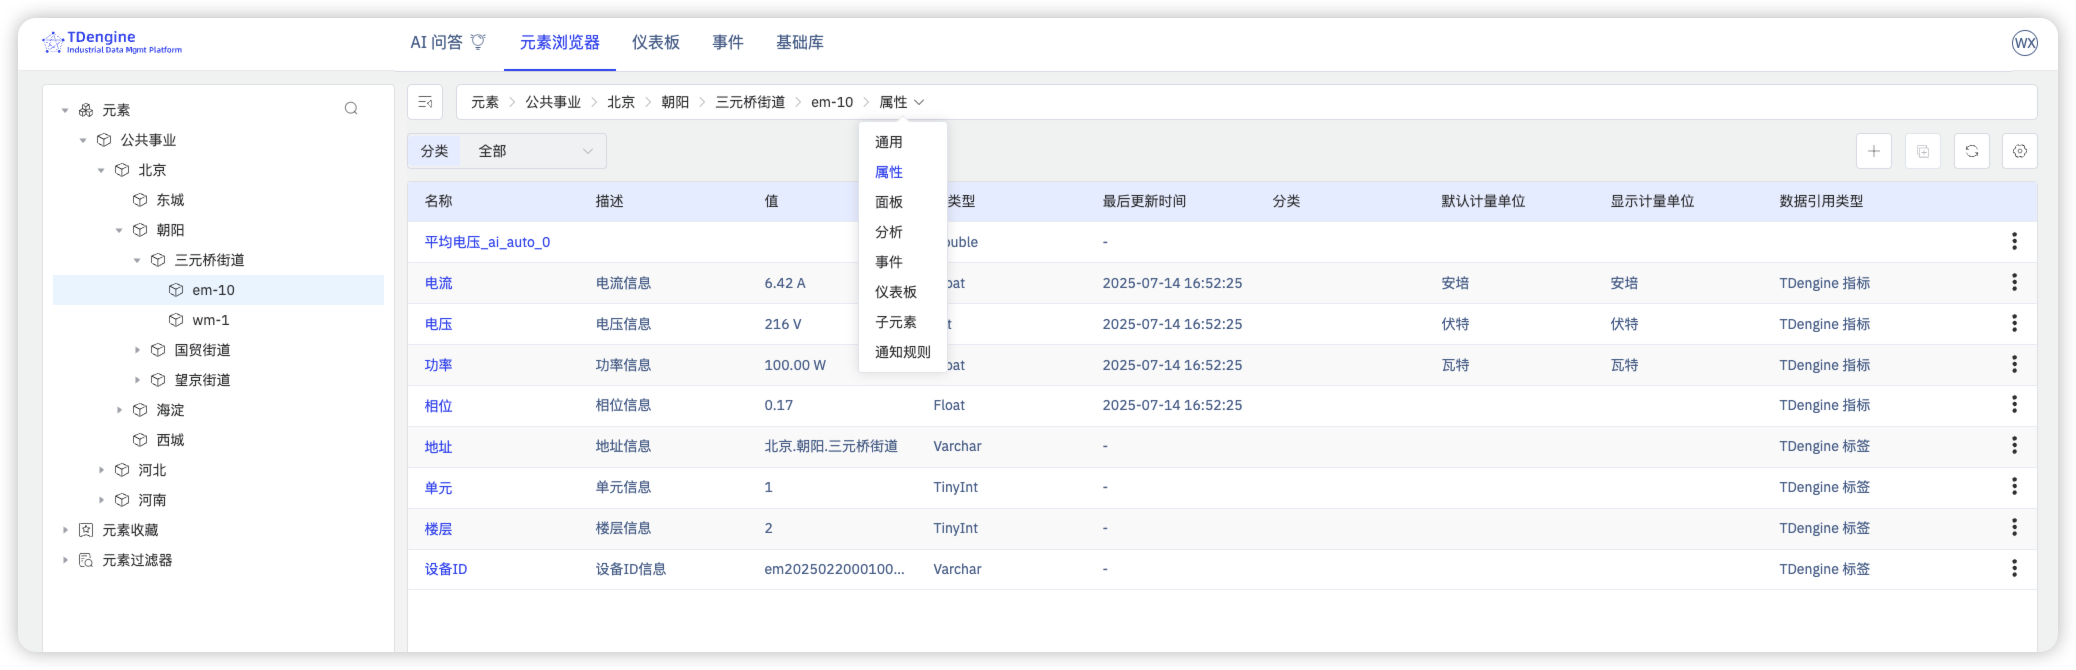 TDengine
Industrial Data Mgmt Platform
AI 问答 元素浏览器 仪表板 事件 基础库
WX
元素
公共事业
北京
东城
朝阳
三元桥街道
em-10
wm-1
国贸街道
望京街道
海淀
西城
河北
河南
元素收藏
元素过滤器
元素 > 公共事业 > 北京 > 朝阳 > 三元桥街道 > em-10 > 属性
通用
属性
面板
分析
事件
仪表板
子元素
通知规则
分类 全部
名称 描述 值 类型 最后更新时间 分类 默认计量单位 显示计量单位 数据引用类型
平均电压_ai_auto_0 uble -
电流 电流信息 6.42 A oat 2025-07-14 16:52:25 安培 安培 TDengine 指标
电压 电压信息 216 V t 2025-07-14 16:52:25 伏特 伏特 TDengine 指标
功率 功率信息 100.00 W oat 2025-07-14 16:52:25 瓦特 瓦特 TDengine 指标
相位 相位信息 0.17 Float 2025-07-14 16:52:25 TDengine 指标
地址 地址信息 北京.朝阳.三元桥街道 Varchar - TDengine 标签
单元 单元信息 1 TinyInt - TDengine 标签
楼层 楼层信息 2 TinyInt - TDengine 标签
设备ID 设备ID信息 em2025022000100... Varchar - TDengine 标签